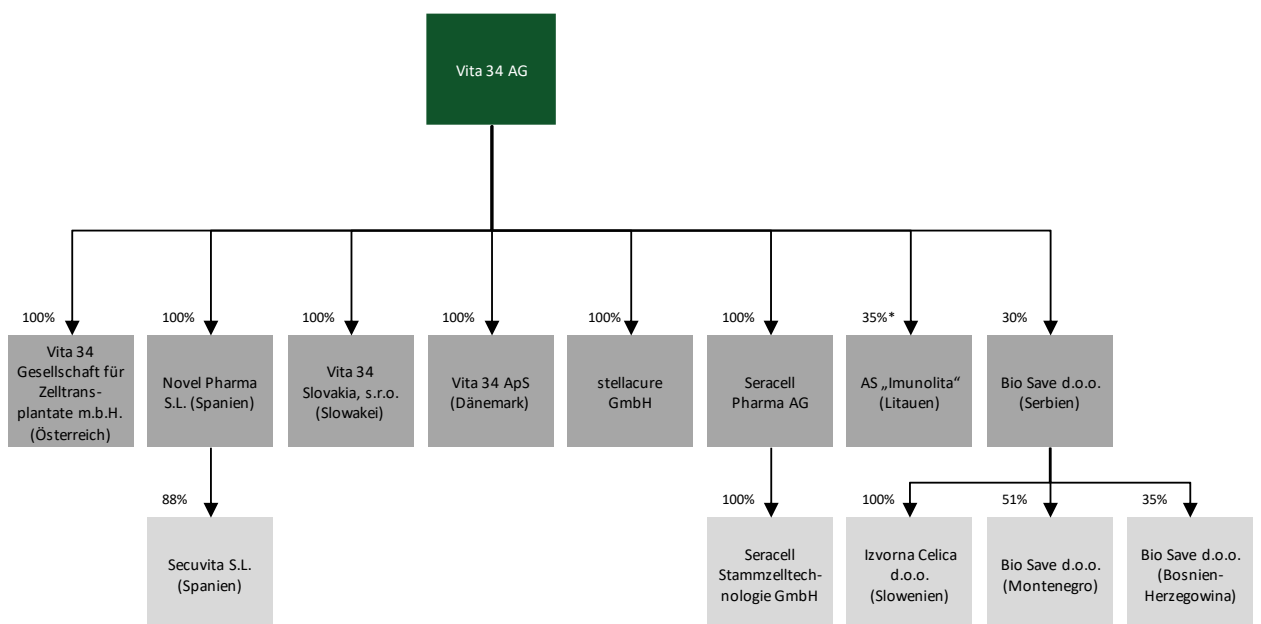 Vita 34 AG
100%
100%
100%
100%
100%
100%
35%*
30%
Vita 34
Gesellschaft für
Zelltrans-
plantate m.b.H.
(Österreich)
Novel Pharma
S.L. (Spanien)
Vita 34
Slovakia, s.r.o.
(Slowakei)
Vita 34 ApS
(Dänemark)
stellacure
GmbH
Seracell
Pharma AG
AS „Imunolita“
(Litauen)
Bio Save d.o.o.
(Serbien)
88%
100%
100%
51%
35%
Secuvita S.L.
(Spanien)
Seracell
Stammzelltech-
nologie GmbH
Izvorna Celica
d.o.o.
(Slowenien)
Bio Save d.o.o.
(Montenegro)
Bio Save d.o.o.
(Bosnien-
Herzegowina)